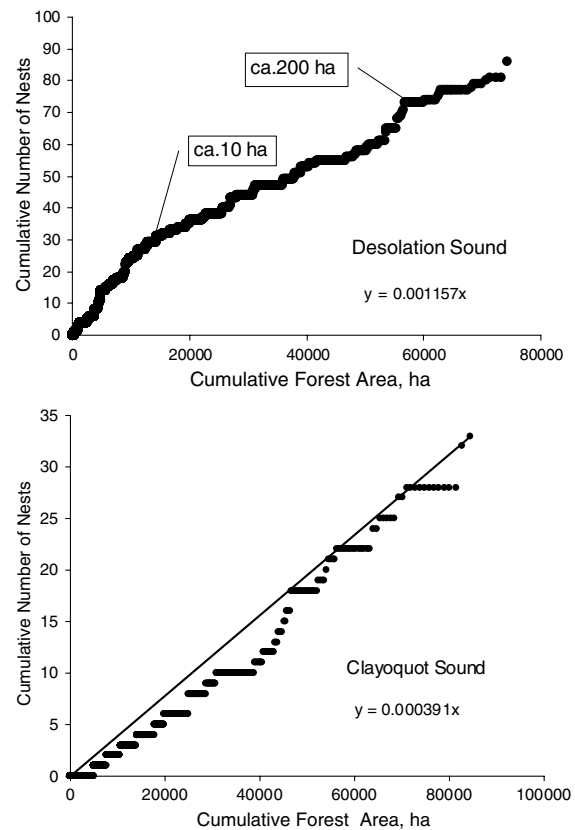 100
90
80
70
60
50
40
30
20
10
0
Cumulative Number of Nests
ca.200 ha
ca.10 ha
Desolation Sound
y = 0.001157x
0 20000 40000 60000 80000
Cumulative Forest Area, ha
35
30
25
20
15
10
5
0
Cumulative Number of Nests
Clayoquot Sound
y = 0.000391x
0 20000 40000 60000 80000 100000
Cumulative Forest Area, ha